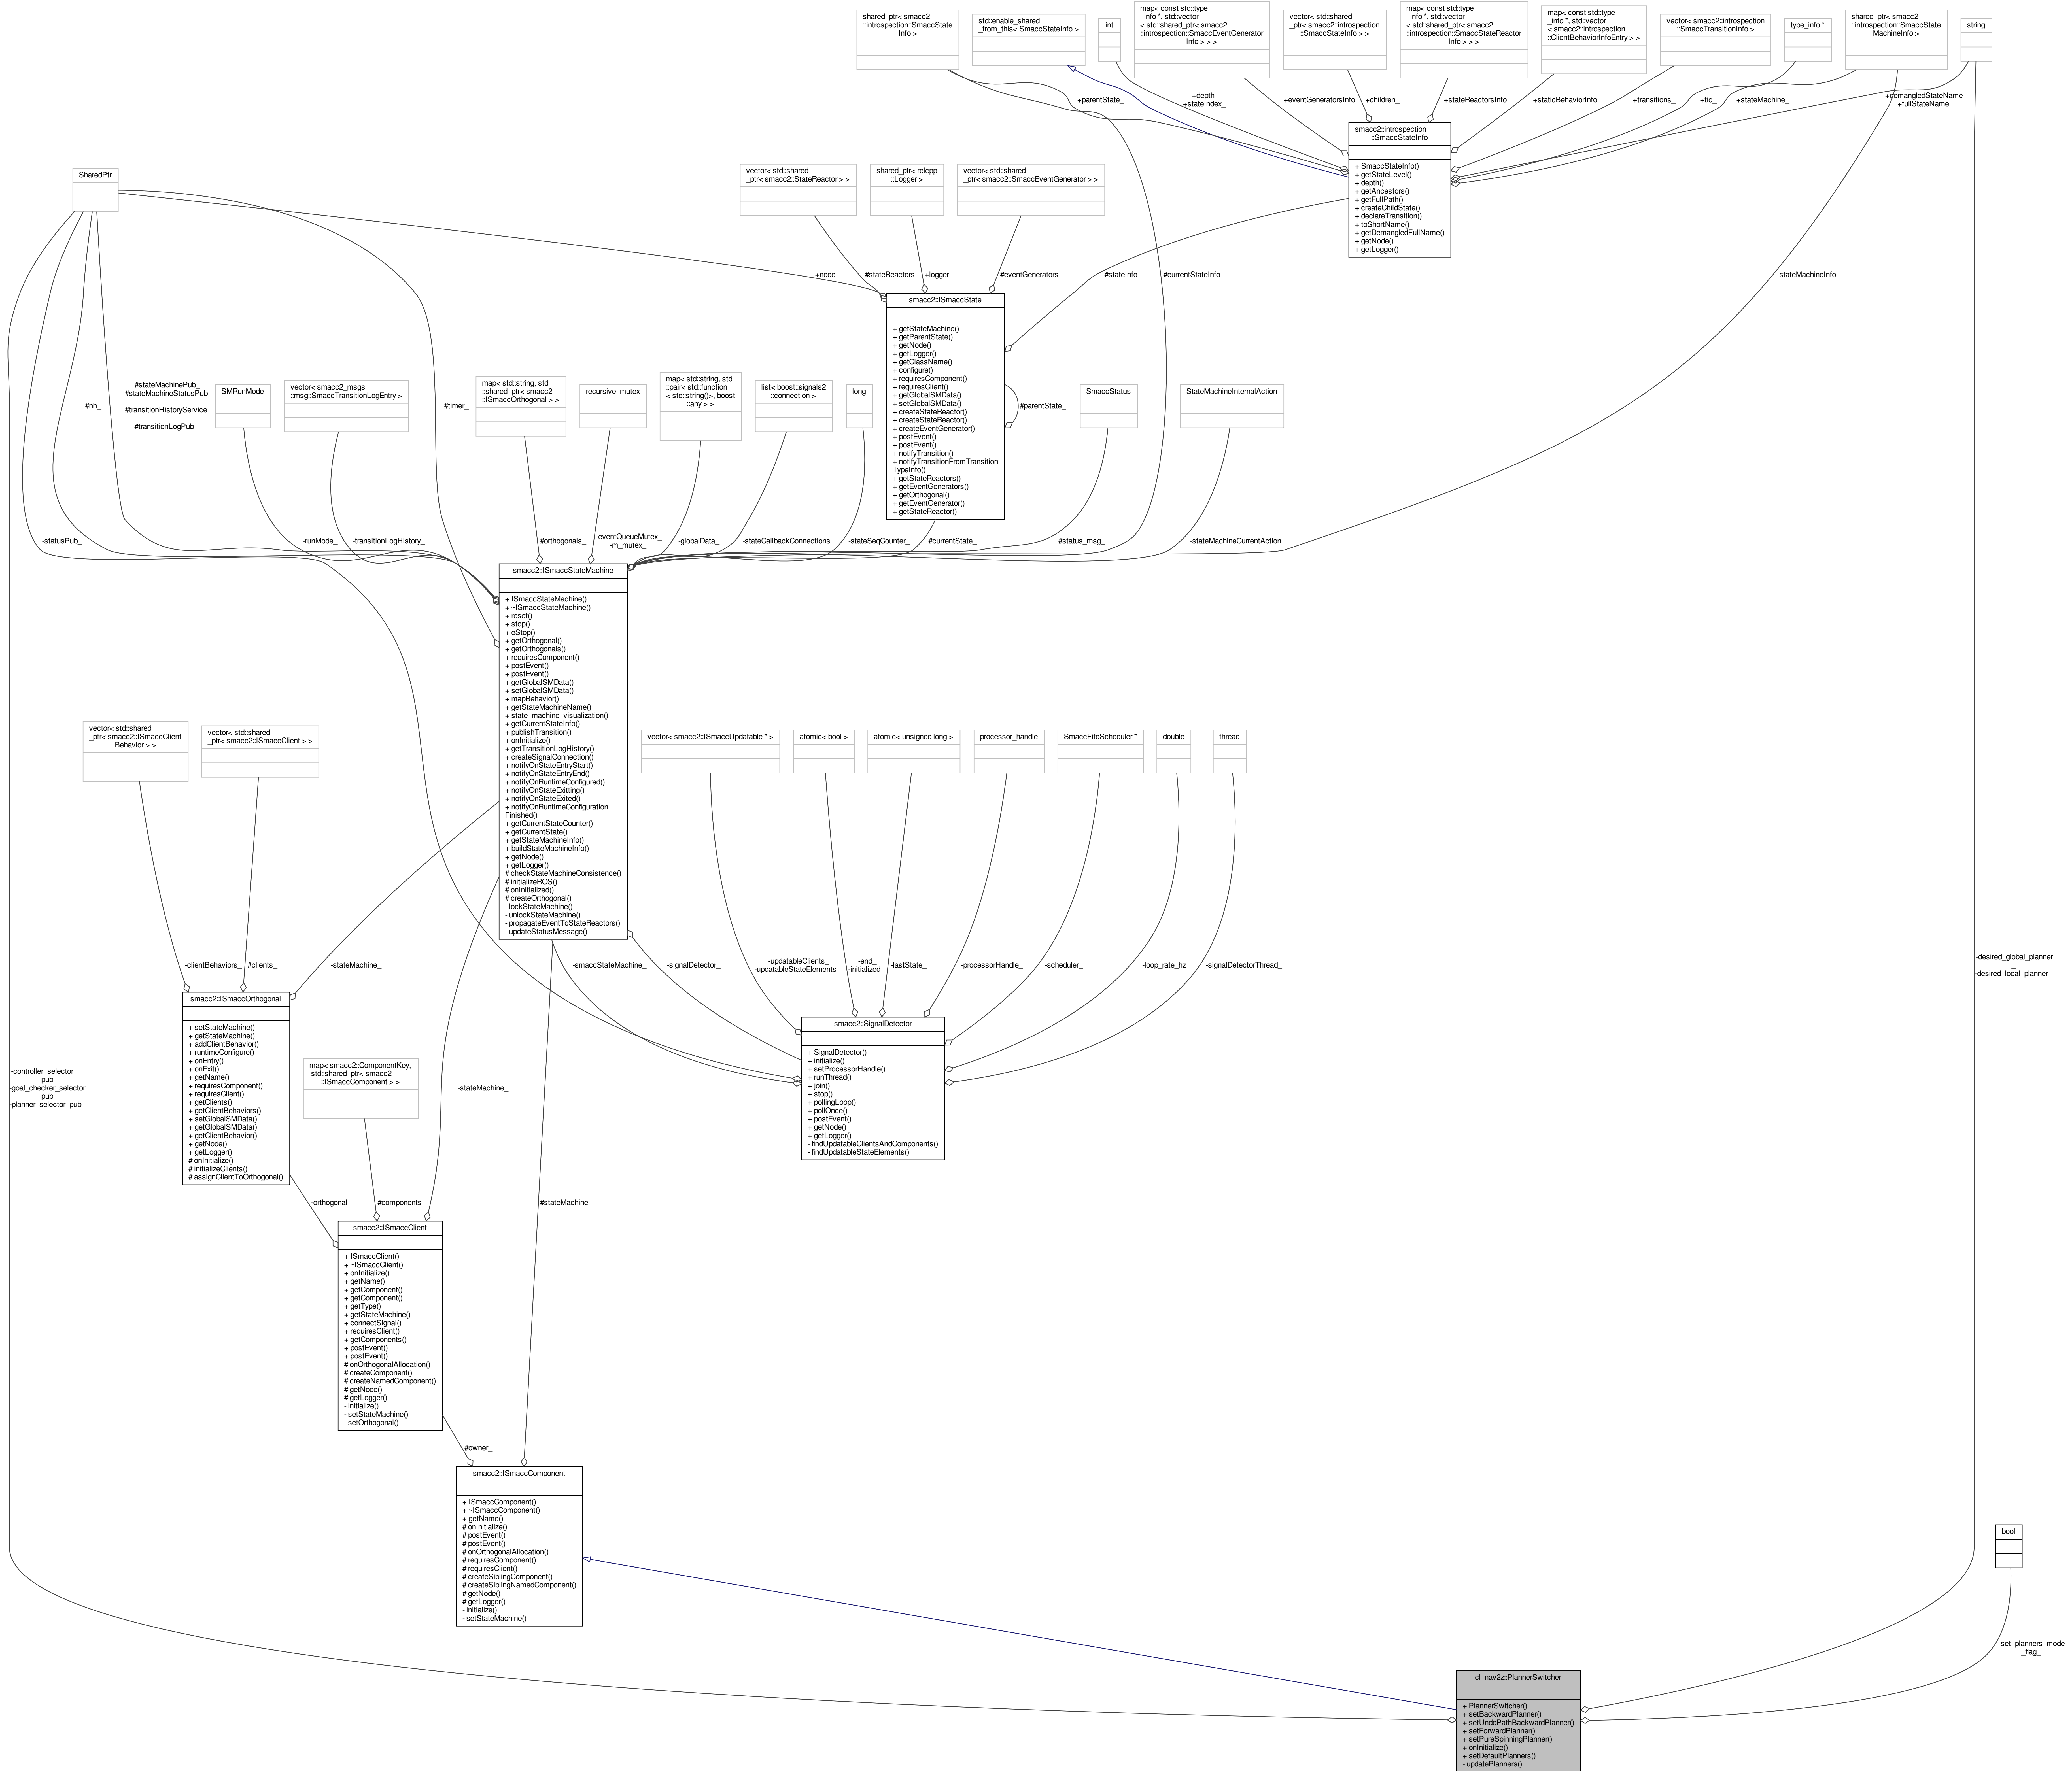 shared_ptr< smacc2
::introspection::SmaccState
Info >
std::enable_shared
_from_this< SmaccStateInfo >
int
map< const std::type
_info *, std::vector
< std::shared_ptr< smacc2
::introspection::SmaccEventGenerator
Info > > >
vector< std::shared
_ptr< smacc2::introspection
::SmaccStateInfo > >
map< const std::type
_info *, std::vector
< std::shared_ptr< smacc2
::introspection::SmaccStateReactor
Info > > >
map< const std::type
_info *, std::vector
< smacc2::introspection
::ClientBehaviorInfoEntry > >
vector< smacc2::introspection
::SmaccTransitionInfo >
type_info *
shared_ptr< smacc2
::introspection::SmaccState
MachineInfo >
string
+parentState_
+depth_
+stateIndex_
+eventGeneratorsInfo
+children_
+stateReactorsInfo
+staticBehaviorInfo
+transitions_
+tid_
+stateMachine_
+demangledStateName
+fullStateName
smacc2::introspection
::SmaccStateInfo
+ SmaccStateInfo()
+ getStateLevel()
+ depth()
+ getAncestors()
+ getFullPath()
+ createChildState()
+ declareTransition()
+ toShortName()
+ getDemangledFullName()
+ getNode()
+ getLogger()
SharedPtr
vector< std::shared
_ptr< smacc2::StateReactor > >
shared_ptr< rclcpp
::Logger >
vector< std::shared
_ptr< smacc2::SmaccEventGenerator > >
+node_
#stateReactors_
+logger_
#eventGenerators_
#stateInfo_
#currentStateInfo_
-stateMachineInfo_
smacc2::ISmaccState
+ getStateMachine()
+ getParentState()
+ getNode()
+ getLogger()
+ getClassName()
+ configure()
+ requiresComponent()
+ requiresClient()
+ getGlobalSMData()
+ setGlobalSMData()
+ createStateReactor()
+ createStateReactor()
+ createEventGenerator()
+ postEvent()
+ postEvent()
+ notifyTransition()
+ notifyTransitionFromTransition
TypeInfo()
+ getStateReactors()
+ getEventGenerators()
+ getOrthogonal()
+ getEventGenerator()
+ getStateReactor()
#parentState_
#nh_
#stateMachinePub_
#stateMachineStatusPub
_
#transitionHistoryService
_
#transitionLogPub_
SMRunMode
vector< smacc2_msgs
::msg::SmaccTransitionLogEntry >
#timer_
map< std::string, std
::shared_ptr< smacc2
::ISmaccOrthogonal > >
recursive_mutex
map< std::string, std
::pair< std::function
< std::string()>, boost
::any > >
list< boost::signals2
::connection >
long
SmaccStatus
StateMachineInternalAction
-statusPub_
-runMode_
-transitionLogHistory_
#orthogonals_
-eventQueueMutex_
-m_mutex_
-globalData_
-stateCallbackConnections
-stateSeqCounter_
#currentState_
#status_msg_
-stateMachineCurrentAction
smacc2::ISmaccStateMachine
+ ISmaccStateMachine()
+ ~ISmaccStateMachine()
+ reset()
+ stop()
+ eStop()
+ getOrthogonal()
+ getOrthogonals()
+ requiresComponent()
+ postEvent()
+ postEvent()
+ getGlobalSMData()
+ setGlobalSMData()
+ mapBehavior()
+ getStateMachineName()
+ state_machine_visualization()
+ getCurrentStateInfo()
+ publishTransition()
+ onInitialize()
+ getTransitionLogHistory()
+ createSignalConnection()
+ notifyOnStateEntryStart()
+ notifyOnStateEntryEnd()
+ notifyOnRuntimeConfigured()
+ notifyOnStateExitting()
+ notifyOnStateExited()
+ notifyOnRuntimeConfiguration
Finished()
+ getCurrentStateCounter()
+ getCurrentState()
+ getStateMachineInfo()
+ buildStateMachineInfo()
+ getNode()
+ getLogger()
# checkStateMachineConsistence()
# initializeROS()
# onInitialized()
# createOrthogonal()
- lockStateMachine()
- unlockStateMachine()
- propagateEventToStateReactors()
- updateStatusMessage()
vector< std::shared
_ptr< smacc2::ISmaccClient
Behavior > >
vector< std::shared
_ptr< smacc2::ISmaccClient > >
vector< smacc2::ISmaccUpdatable * >
atomic< bool >
atomic< unsigned long >
processor_handle
SmaccFifoScheduler *
double
thread
-clientBehaviors_
#clients_
-stateMachine_
-smaccStateMachine_
-signalDetector_
-updatableClients_
-updatableStateElements_
-end_
-initialized_
-lastState_
-processorHandle_
-scheduler_
-loop_rate_hz
-signalDetectorThread_
-desired_global_planner
_
-desired_local_planner_
smacc2::ISmaccOrthogonal
+ setStateMachine()
+ getStateMachine()
+ addClientBehavior()
+ runtimeConfigure()
+ onEntry()
+ onExit()
+ getName()
+ requiresComponent()
+ requiresClient()
+ getClients()
+ getClientBehaviors()
+ setGlobalSMData()
+ getGlobalSMData()
+ getClientBehavior()
+ getNode()
+ getLogger()
# onInitialize()
# initializeClients()
# assignClientToOrthogonal()
smacc2::SignalDetector
+ SignalDetector()
+ initialize()
+ setProcessorHandle()
+ runThread()
+ join()
+ stop()
+ pollingLoop()
+ pollOnce()
+ postEvent()
+ getNode()
+ getLogger()
- findUpdatableClientsAndComponents()
- findUpdatableStateElements()
-controller_selector
_pub_
-goal_checker_selector
_pub_
-planner_selector_pub_
map< smacc2::ComponentKey,
std::shared_ptr< smacc2
::ISmaccComponent > >
-stateMachine_
-orthogonal_
#components_
#stateMachine_
smacc2::ISmaccClient
+ ISmaccClient()
+ ~ISmaccClient()
+ onInitialize()
+ getName()
+ getComponent()
+ getComponent()
+ getType()
+ getStateMachine()
+ connectSignal()
+ requiresClient()
+ getComponents()
+ postEvent()
+ postEvent()
# onOrthogonalAllocation()
# createComponent()
# createNamedComponent()
# getNode()
# getLogger()
- initialize()
- setStateMachine()
- setOrthogonal()
#owner_
smacc2::ISmaccComponent
+ ISmaccComponent()
+ ~ISmaccComponent()
+ getName()
# onInitialize()
# postEvent()
# postEvent()
# onOrthogonalAllocation()
# requiresComponent()
# requiresClient()
# createSiblingComponent()
# createSiblingNamedComponent()
# getNode()
# getLogger()
- initialize()
- setStateMachine()
bool
-set_planners_mode
_flag_
cl_nav2z::PlannerSwitcher
+ PlannerSwitcher()
+ setBackwardPlanner()
+ setUndoPathBackwardPlanner()
+ setForwardPlanner()
+ setPureSpinningPlanner()
+ onInitialize()
+ setDefaultPlanners()
- updatePlanners()